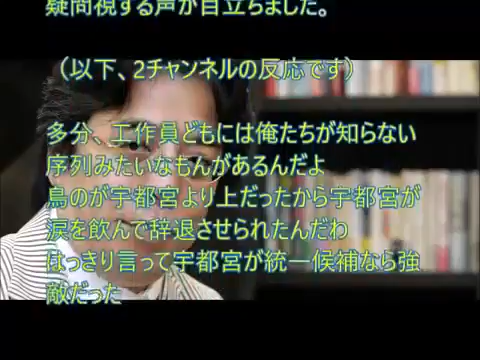 疑問視する声が目立ちました。
（以下、2チャンネルの反応です）
多分、工作員どもには俺たちが知らない
序列みたいなもんがあるんだよ
鳥のが宇都宮より上だったから宇都宮が
涙を飲んで辞退させられたんだわ
はっきり言って宇都宮が統一候補なら強
敵だった